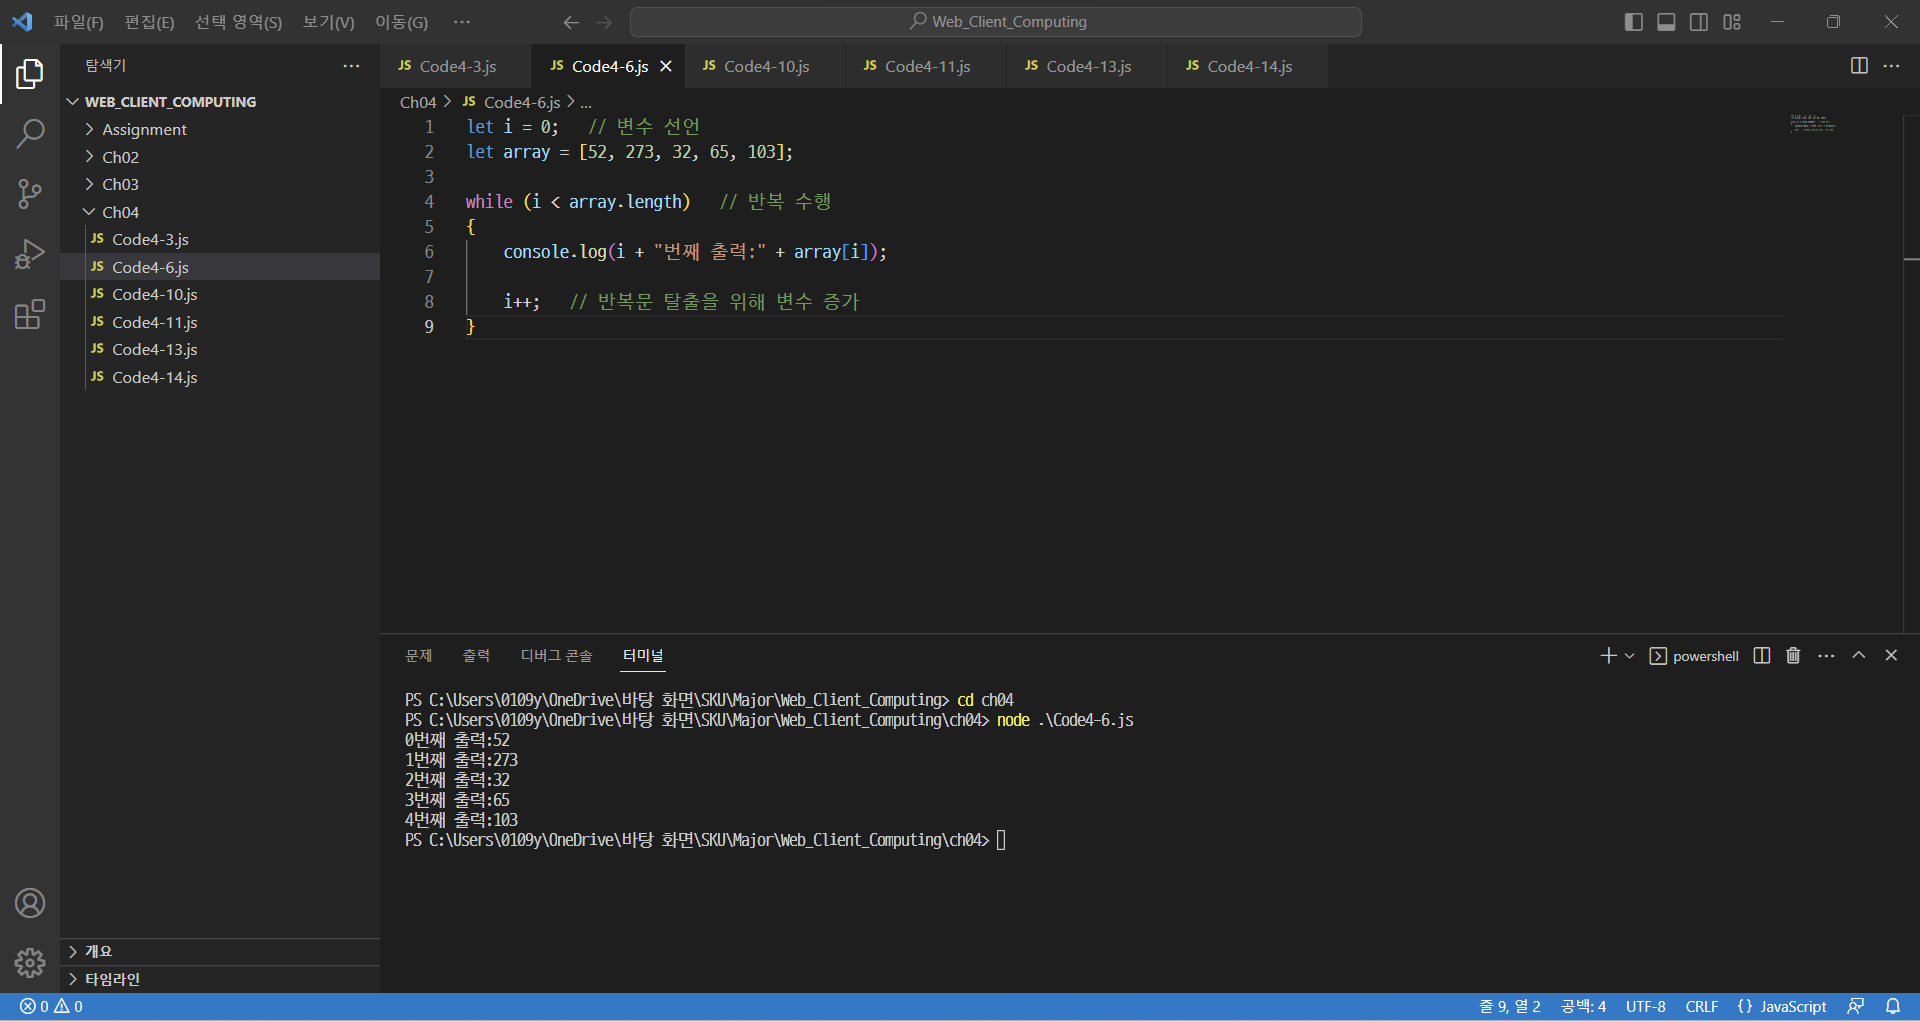 파일(F) 편집(E) 선택 영역(S) 보기(V) 이동(G) ··· Web_Client_Computing
탐색기 ···
WEB_CLIENT_COMPUTING
Assignment
Ch02
Ch03
Ch04
JS Code4-3.js
JS Code4-6.js
JS Code4-10.js
JS Code4-11.js
JS Code4-13.js
JS Code4-14.js
개요
타임라인
JS Code4-3.js JS Code4-6.js JS Code4-10.js JS Code4-11.js JS Code4-13.js JS Code4-14.js
Ch04 > JS Code4-6.js > ...
1 let i = 0; // 변수 선언
2 let array = [52, 273, 32, 65, 103];
3
4 while (i < array.length) // 반복 수행
5 {
6 console.log(i + "번째 출력:" + array[i]);
7
8 i++; // 반복문 탈출을 위해 변수 증가
9 }
문제 출력 디버그 콘솔 터미널 powershell
PS C:\Users\0109y\OneDrive\바탕 화면\SKU\Major\Web_Client_Computing> cd ch04
PS C:\Users\0109y\OneDrive\바탕 화면\SKU\Major\Web_Client_Computing\ch04> node .\Code4-6.js
0번째 출력:52
1번째 출력:273
2번째 출력:32
3번째 출력:65
4번째 출력:103
PS C:\Users\0109y\OneDrive\바탕 화면\SKU\Major\Web_Client_Computing\ch04>
0 0 줄 9, 열 2 공백: 4 UTF-8 CRLF {} JavaScript